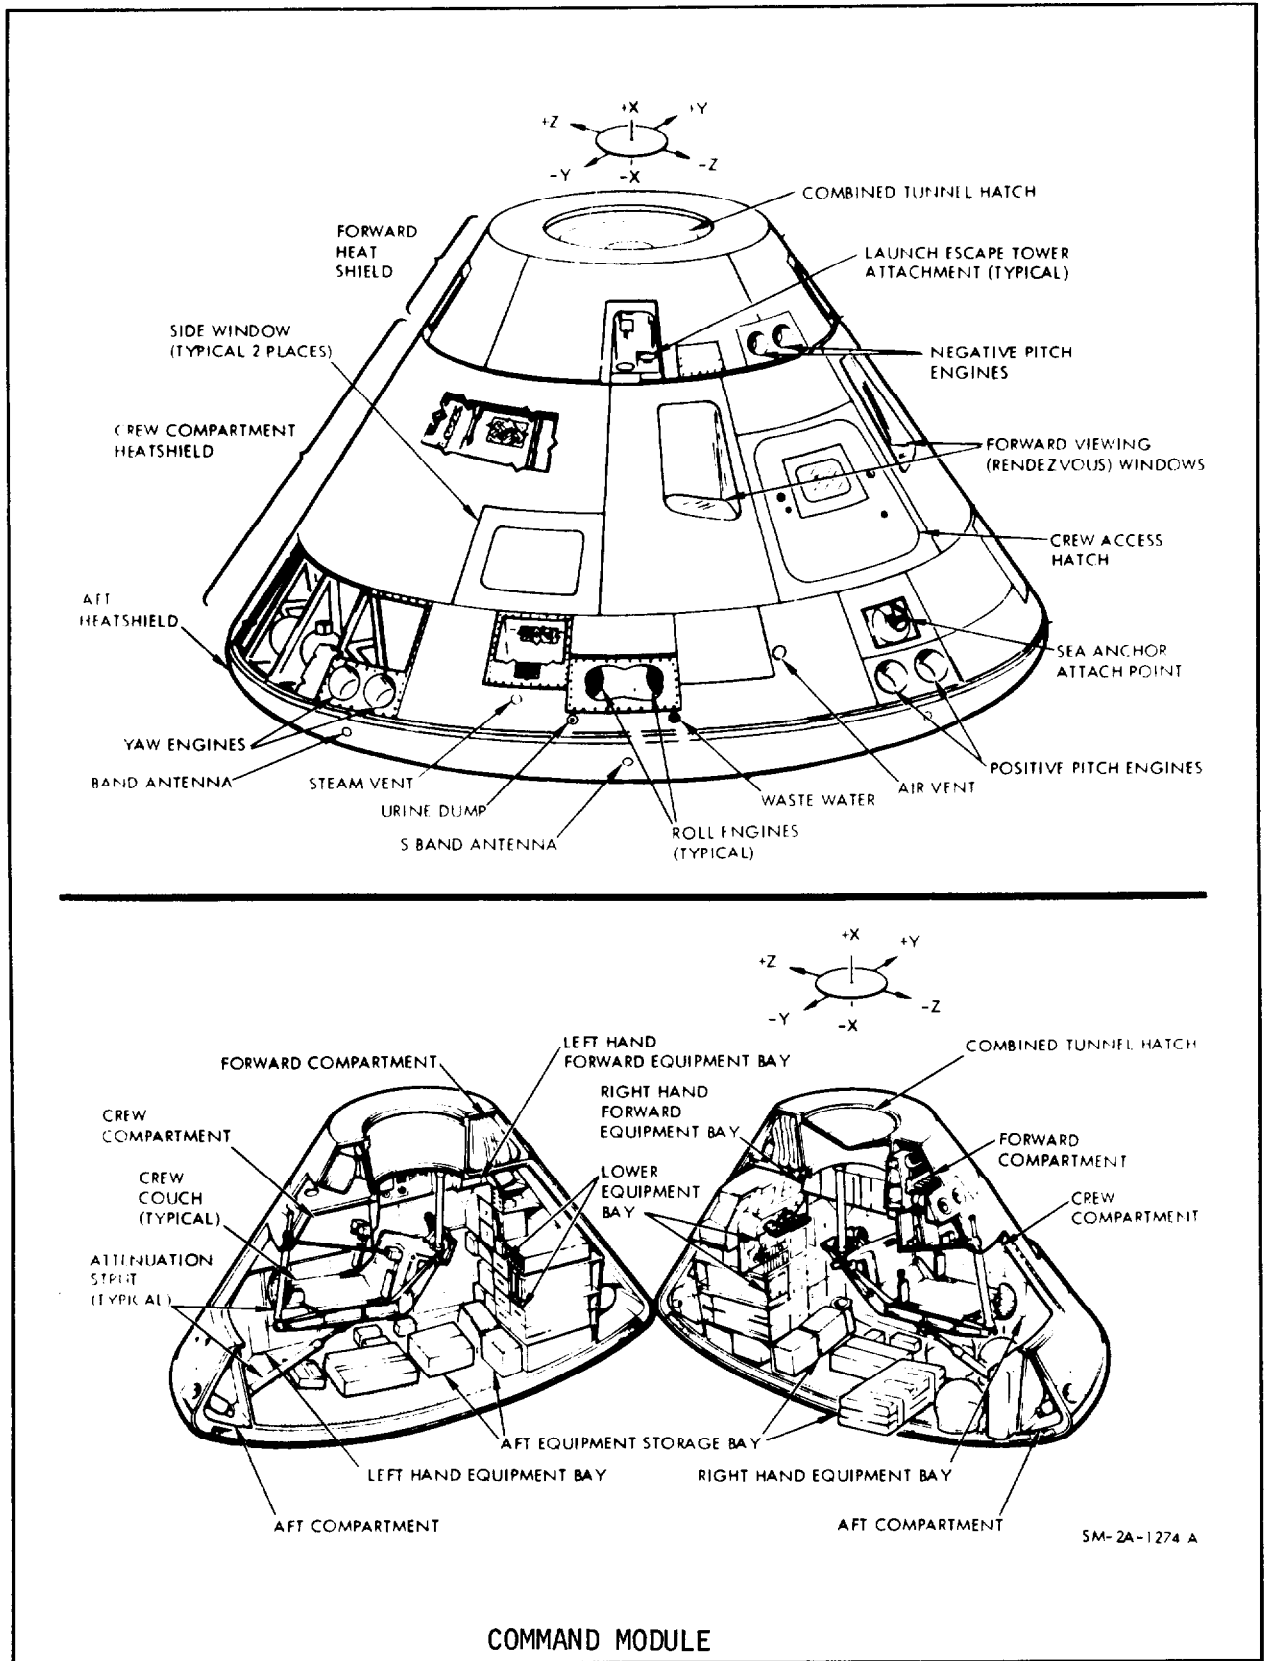 +X
+Y
+Z
-Y
-X
-Z
COMBINED TUNNEL HATCH
FORWARD
HEAT
SHIELD
LAUNCH ESCAPE TOWER
ATTACHMENT (TYPICAL)
SIDE WINDOW
(TYPICAL 2 PLACES)
NEGATIVE PITCH
ENGINES
CREW COMPARTMENT
HEATSHIELD
FORWARD VIEWING
(RENDEZVOUS) WINDOWS
CREW ACCESS
HATCH
AFT
HEATSHIELD
SEA ANCHOR
ATTACH POINT
YAW ENGINES
BAND ANTENNA
STEAM VENT
URINE DUMP
S BAND ANTENNA
ROLL ENGINES
(TYPICAL)
WASTE WATER
AIR VENT
POSITIVE PITCH ENGINES
+X
+Y
+Z
-Y
-X
-Z
FORWARD COMPARTMENT
LEFT HAND
FORWARD EQUIPMENT BAY
COMBINED TUNNEL HATCH
CREW
COMPARTMENT
RIGHT HAND
FORWARD
EQUIPMENT BAY
FORWARD
COMPARTMENT
CREW
COUCH
(TYPICAL)
LOWER
EQUIPMENT
BAY
CREW
COMPARTMENT
ATTENUATION
STRUT
(TYPICAL)
AFT EQUIPMENT STORAGE BAY
LEFT HAND EQUIPMENT BAY
RIGHT HAND EQUIPMENT BAY
AFT COMPARTMENT
AFT COMPARTMENT
SM-2A-1274 A
COMMAND MODULE